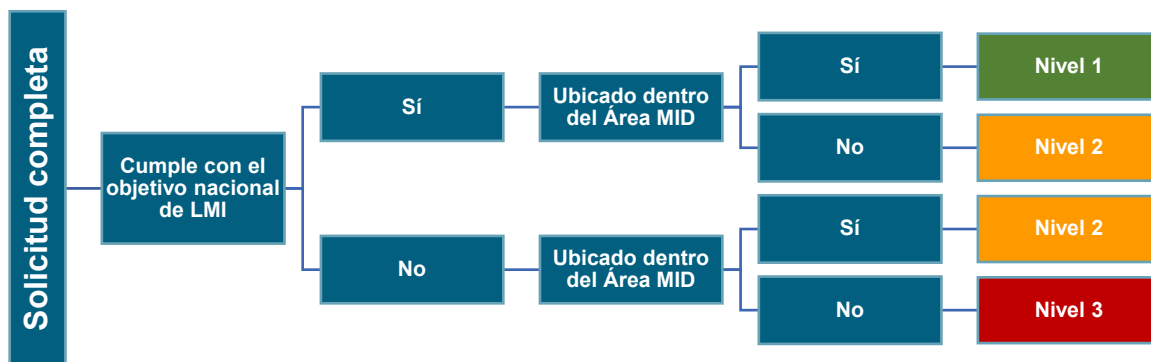 Solicitud completa
Cumple con el
objetivo nacional
de LMI
Sí
Ubicado dentro
del Área MID
Sí
Nivel 1
No
Nivel 2
No
Ubicado dentro
del Área MID
Sí
Nivel 2
No
Nivel 3